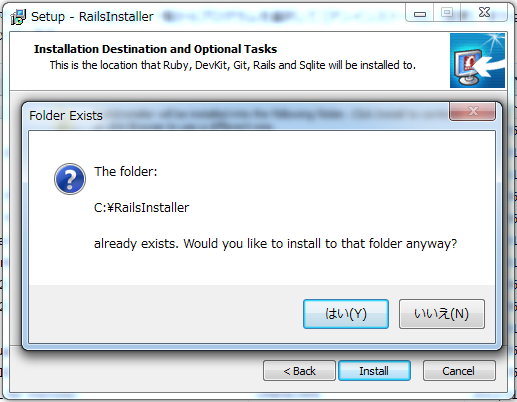 Setup - RailsInstaller
Installation Destination and Optional Tasks
This is the location that Ruby, DevKit, Git, Rails and Sqlite will be installed to.
Folder Exists
The folder:
C:¥RailsInstaller
already exists. Would you like to install to that folder anyway?
はい(Y)
いいえ(N)
< Back
Install
Cancel